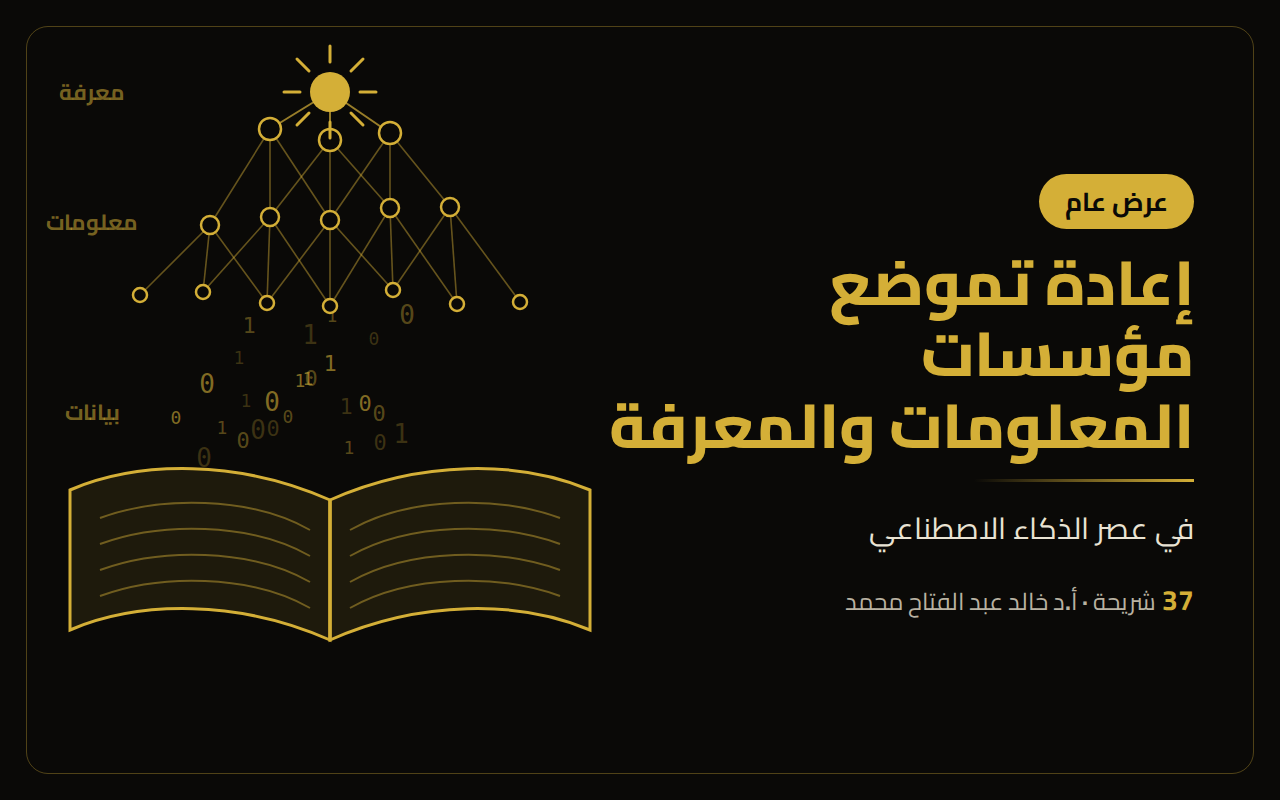 عرض عام
إعادة تموضع
مؤسسات
المعلومات والمعرفة
في عصر الذكاء الاصطناعي
37 شريحة · أ.د خالد عبد الفتاح محمد
معرفة
معلومات
بيانات